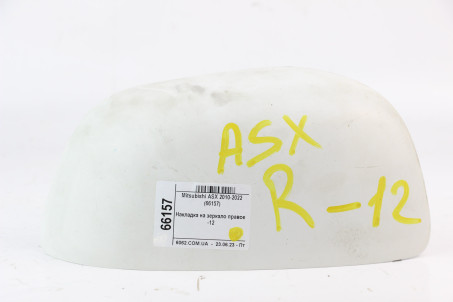 ASX
R-12
66157
Mitsubishi ASX 2010-2022
(66157)
Накладка на зеркало правое
-12
6062.COM.UA - 23.06.23 - Пт